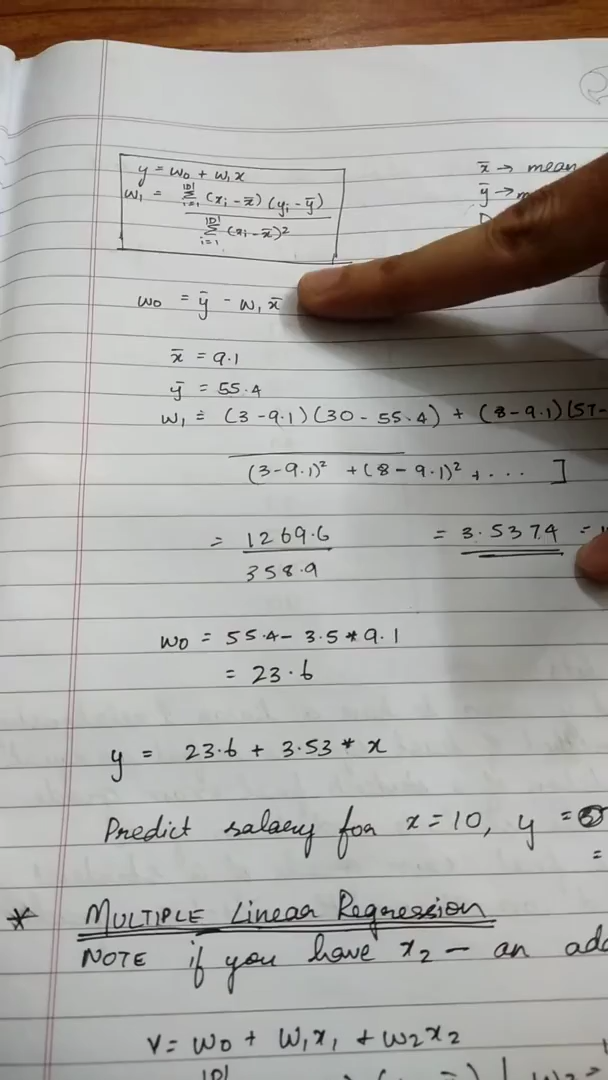 y = w₀ + w₁x
x̄ → mean
w₁ = |D| Σ i=1 (xᵢ - x̄) (yᵢ - ȳ)
ȳ →
|D| Σ i=1 (xᵢ - x̄)²
w₀ = ȳ - w₁ x̄
x̄ = 9.1
ȳ = 55.4
w₁ = (3-9.1)(30-55.4) + (8-9.1)(57-
(3-9.1)² + (8-9.1)² + ... ]
= 1269.6 = 3.5374 =
358.9
w₀ = 55.4 - 3.5 * 9.1
= 23.6
y = 23.6 + 3.53 * x
Predict salary for x = 10, y =
=
* MULTIPLE Linear Regression
NOTE if you have x₂ - an
y = w₀ + w₁x₁ + w₂x₂
|D|